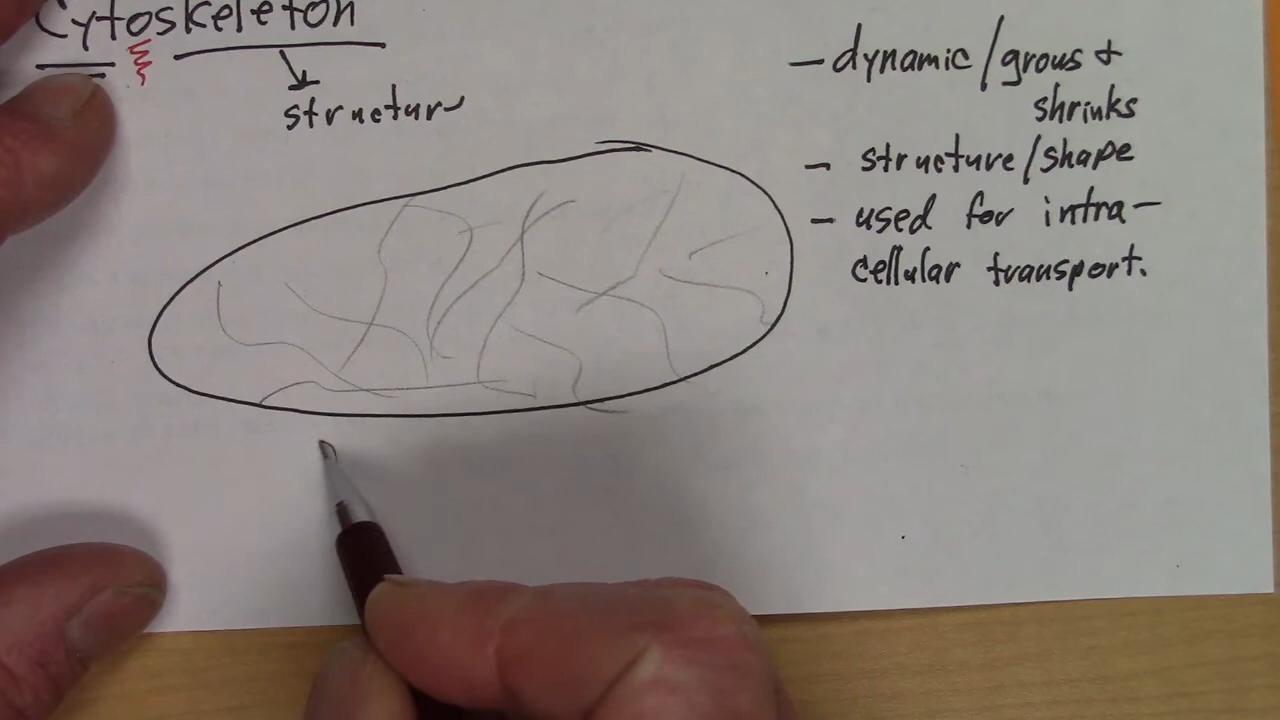 Cytoskeleton
structur
- dynamic/grows +
shrinks
- structure/shape
- used for intra-
cellular transport.